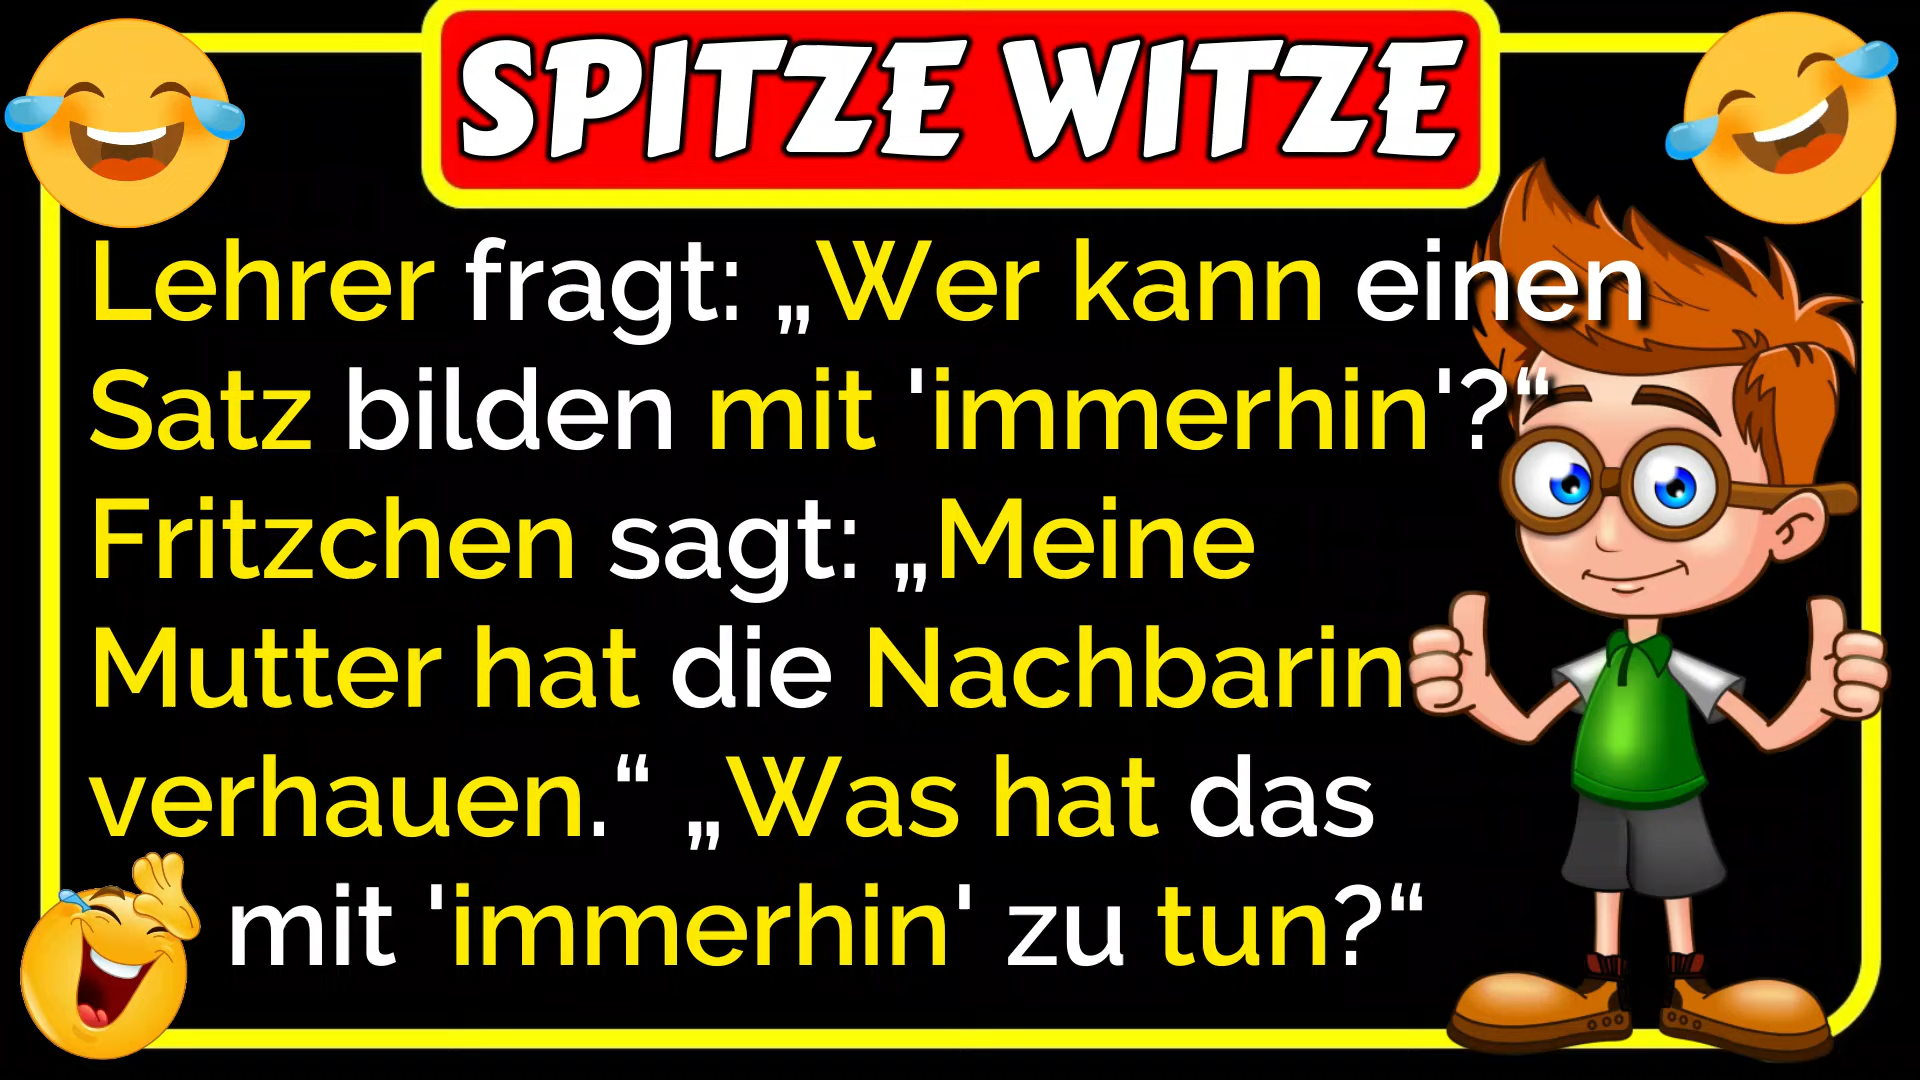 SPITZE WITZE
Lehrer fragt: „Wer kann einen
Satz bilden mit 'immerhin'?“
Fritzchen sagt: „Meine
Mutter hat die Nachbarin
verhauen.“ „Was hat das
mit 'immerhin' zu tun?“